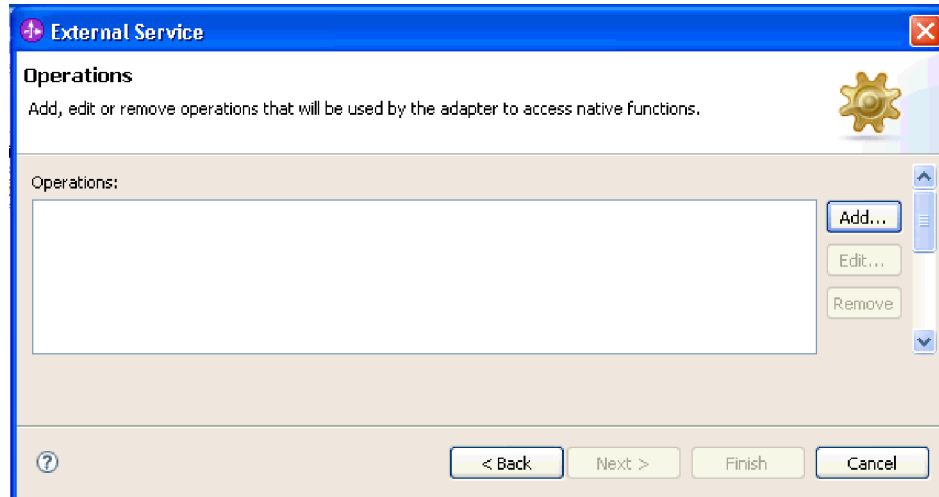 External Service
Operations
Add, edit or remove operations that will be used by the adapter to access native functions.
Operations:
Add...
Edit...
Remove
< Back
Next >
Finish
Cancel